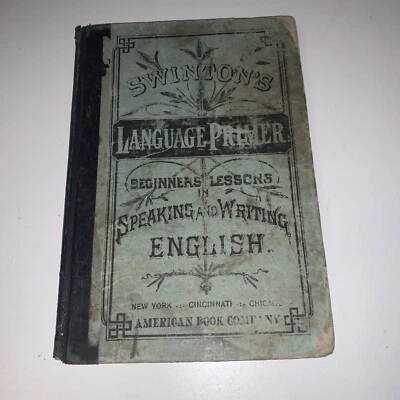 SWINTON'S
LANGUAGE PRIMER
(BEGINNERS' LESSONS)
IN
SPEAKING AND WRITING
ENGLISH.
NEW YORK CINCINNATI CHICAGO
AMERICAN BOOK COMPANY